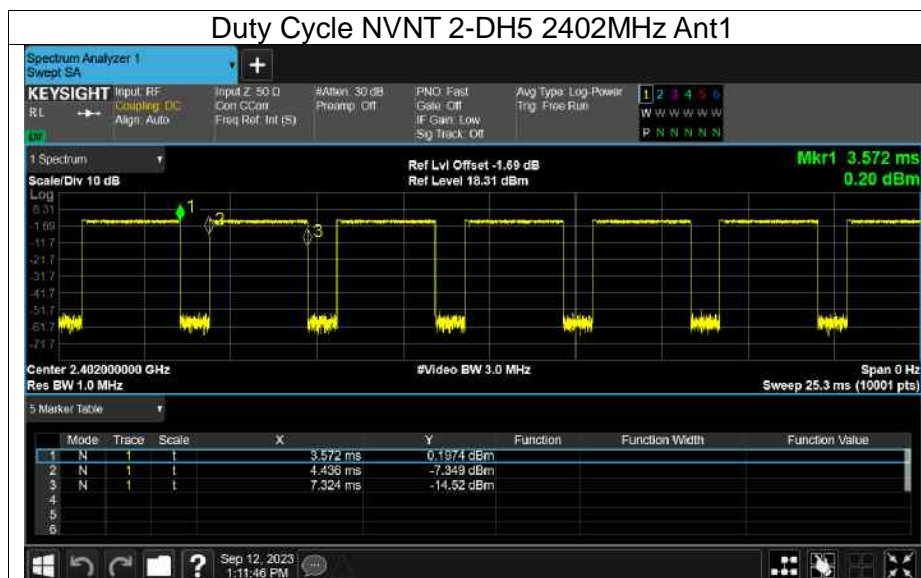 Duty Cycle NVNT 2-DH5 2402MHz Ant1
Spectrum Analyzer 1
Swept SA
+
KEYSIGHT Input: RF Input Z: 50 Ω #Atten: 30 dB PNO: Fast Avg Type: Log-Power 1 2 3 4 5 6
RL Coupling: DC Corr CCorr Preamp: Off Gate: Off Trig: Free Run W W W W W W
Align: Auto Freq Ref: Int (S) IF Gain: Low
Sig Track: Off P N N N N N
1 Spectrum Ref Lvl Offset -1.69 dB Mkr1 3.572 ms
Scale/Div 10 dB Ref Level 18.31 dBm 0.20 dBm
Log
8.31
-1.69
-11.7
-21.7
-31.7
-41.7
-51.7
-61.7
-71.7
1
2
3
Center 2.402000000 GHz #Video BW 3.0 MHz Span 0 Hz
Res BW 1.0 MHz Sweep 25.3 ms (10001 pts)
5 Marker Table
Mode Trace Scale X Y Function Function Width Function Value
1 N 1 t 3.572 ms 0.1974 dBm
2 N 1 t 4.436 ms -7.349 dBm
3 N 1 t 7.324 ms -14.52 dBm
4
5
6
? Sep 12, 2023
1:11:46 PM